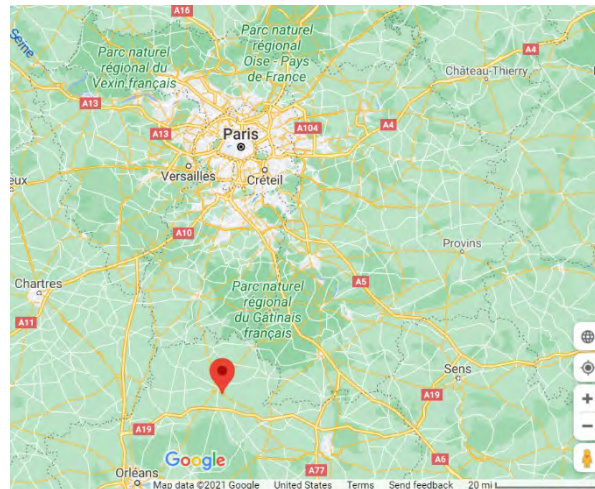 A16
Seine
Parc naturel
régional du
Vexin français
Parc naturel
régional
Oise - Pays
de France
A4
Château-Thierry
A13
A13
Paris
A104
A4
Versailles
Créteil
eux
A10
Provins
Chartres
A11
A5
Parc naturel
régional
du Gâtinais
français
Sens
A19
A19
A6
Orléans
Google
A77
Map data ©2021 Google
United States
Terms
Send feedback
20 mi